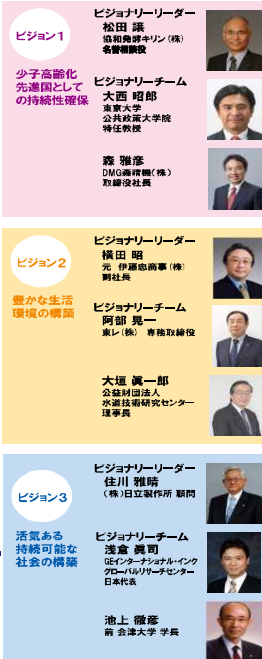 ビジョン１
少子高齢化
先進国として
の持続性確保
ビジョナリーリーダー
松田 譲
協和発酵キリン（株）
名誉相談役
ビジョナリーチーム
大西 昭郎
東京大学
公共政策大学院
特任教授
森 雅彦
DMG森精機（株）
取締役社長
ビジョン２
豊かな生活
環境の構築
ビジョナリーリーダー
横田 昭
元 伊藤忠商事（株）
副社長
ビジョナリーチーム
阿部 晃一
東レ（株） 専務取締役
大垣 眞一郎
公益財団法人
水道技術研究センター
理事長
ビジョン３
活気ある
持続可能な
社会の構築
ビジョナリーリーダー
住川 雅晴
（株）日立製作所 顧問
ビジョナリーチーム
浅倉 眞司
GEインターナショナル・インク
グローバルリサーチセンター
日本代表
池上 徹彦
前 会津大学 学長